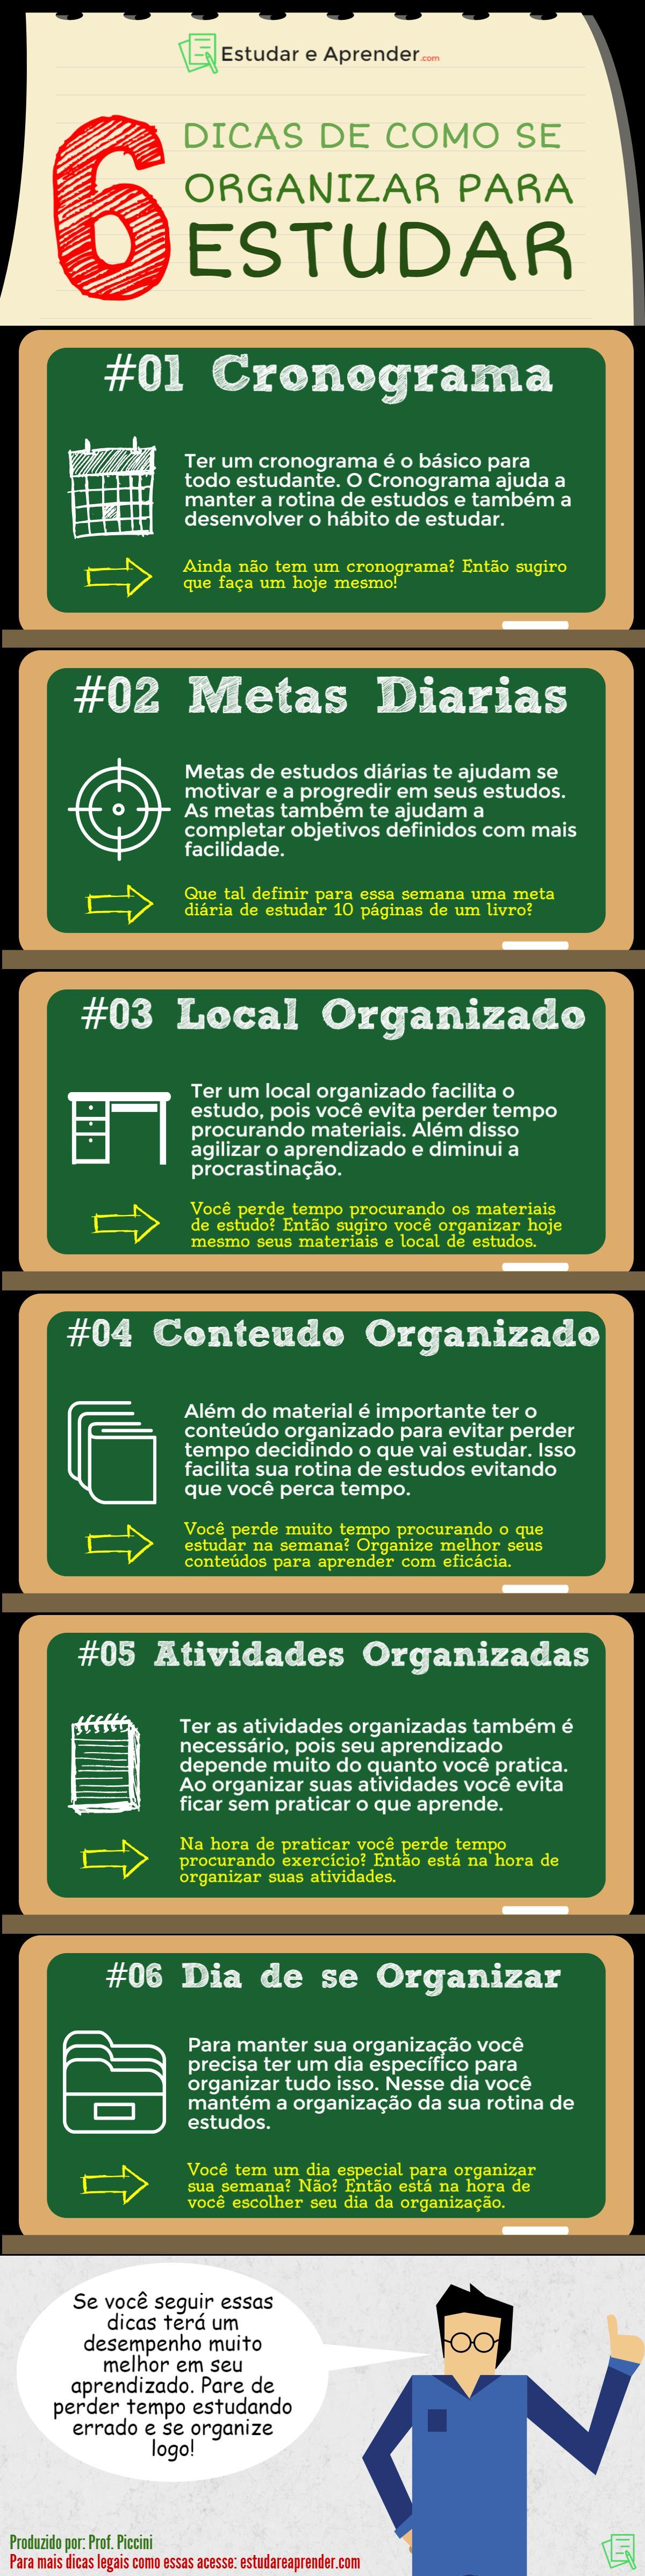 Estudar e Aprender.com
6
DICAS DE COMO SE
ORGANIZAR PARA
ESTUDAR
#01 Cronograma
Ter um cronograma é o básico para
todo estudante. O Cronograma ajuda a
manter a rotina de estudos e também a
desenvolver o hábito de estudar.
Ainda não tem um cronograma? Então sugiro
que faça um hoje mesmo!
#02 Metas Diarias
Metas de estudos diárias te ajudam se
motivar e a progredir em seus estudos.
As metas também te ajudam a
completar objetivos definidos com mais
facilidade.
Que tal definir para essa semana uma meta
diária de estudar 10 páginas de um livro?
#03 Local Organizado
Ter um local organizado facilita o
estudo, pois você evita perder tempo
procurando materiais. Além disso
agilizar o aprendizado e diminui a
procrastinação.
Você perde tempo procurando os materiais
de estudo? Então sugiro você organizar hoje
mesmo seus materiais e local de estudos.
#04 Conteudo Organizado
Além do material é importante ter o
conteúdo organizado para evitar perder
tempo decidindo o que vai estudar. Isso
facilita sua rotina de estudos evitando
que você perca tempo.
Você perde muito tempo procurando o que
estudar na semana? Organize melhor seus
conteúdos para aprender com eficácia.
#05 Atividades Organizadas
Ter as atividades organizadas também é
necessário, pois seu aprendizado
depende muito do quanto você pratica.
Ao organizar suas atividades você evita
ficar sem praticar o que aprende.
Na hora de praticar você perde tempo
procurando exercício? Então está na hora de
organizar suas atividades.
#06 Dia de se Organizar
Para manter sua organização você
precisa ter um dia específico para
organizar tudo isso. Nesse dia você
mantém a organização da sua rotina de
estudos.
Você tem um dia especial para organizar
sua semana? Não? Então está na hora de
você escolher seu dia da organização.
Se você seguir essas
dicas terá um
desempenho muito
melhor em seu
aprendizado. Pare de
perder tempo estudando
errado e se organize
logo!
Produzido por: Prof. Piccini
Para mais dicas legais como essas acesse: estudareaprender.com